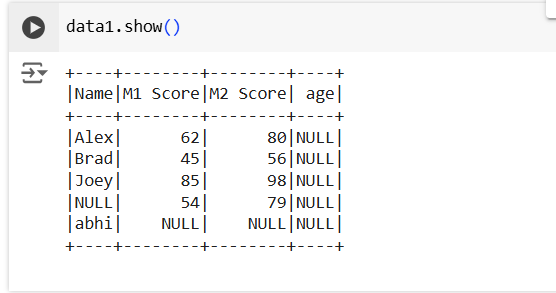 data1.show()
+----+--------+--------+----+
|Name|M1 Score|M2 Score| age|
+----+--------+--------+----+
|Alex|      62|      80|NULL|
|Brad|      45|      56|NULL|
|Joey|      85|      98|NULL|
|NULL|      54|      79|NULL|
|abhi|    NULL|    NULL|NULL|
+----+--------+--------+----+